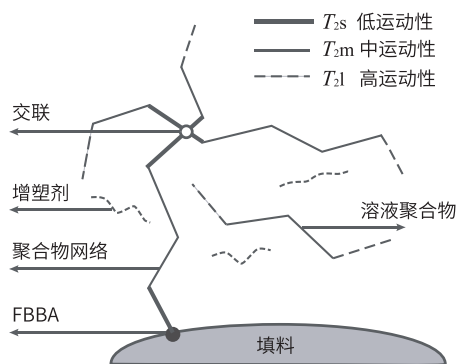 T₂s 低运动性
T₂m 中运动性
T₂l 高运动性
交联
增塑剂
溶液聚合物
聚合物网络
FBBA
填料